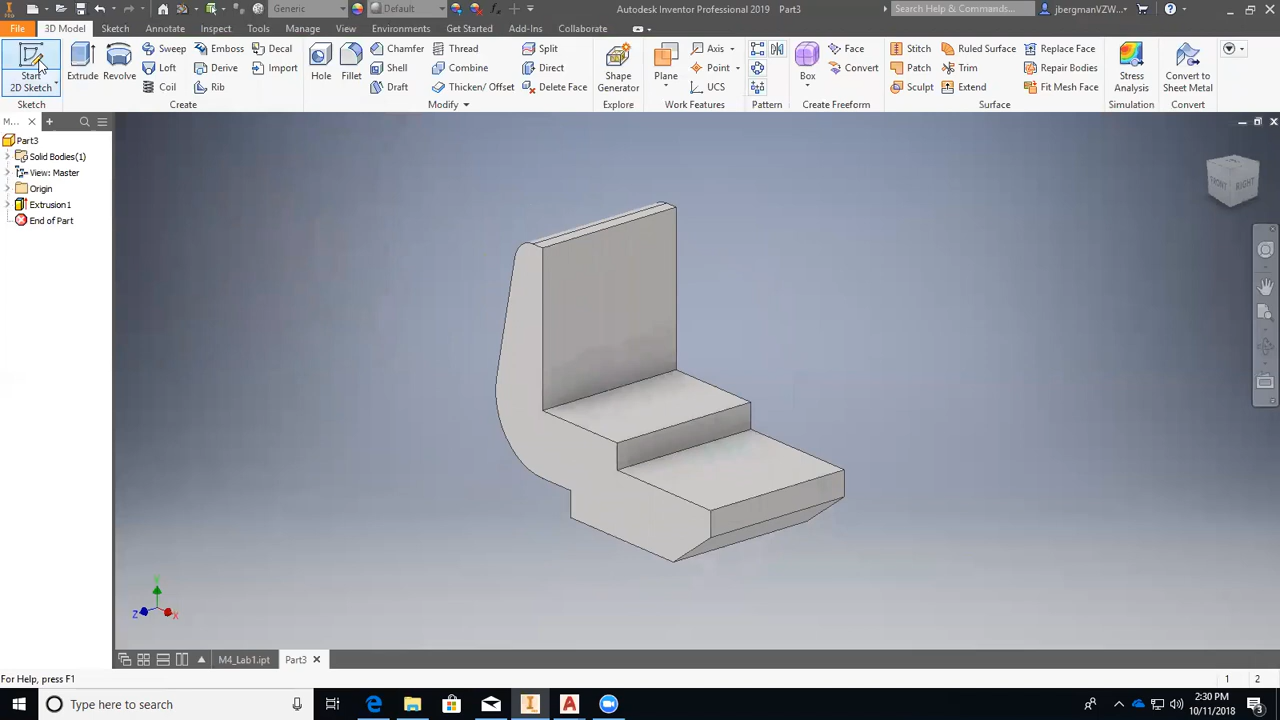 Generic Default Autodesk Inventor Professional 2019 Part3 Search Help & Commands... jbergmanVZW...
File 3D Model Sketch Annotate Inspect Tools Manage View Environments Get Started Add-Ins Collaborate
Start 2D Sketch Extrude Revolve Sweep Emboss Decal Hole Fillet Chamfer Thread Split Shape Generator Plane Axis Box Face Stitch Ruled Surface Replace Face Stress Analysis Convert to Sheet Metal
Loft Derive Import Shell Combine Direct Point Convert Patch Trim Repair Bodies
Coil Rib Draft Thicken/ Offset Delete Face UCS Sculpt Extend Fit Mesh Face
Sketch Create Modify Explore Work Features Pattern Create Freeform Surface Simulation Convert
M...
Part3
Solid Bodies(1)
View: Master
Origin
Extrusion1
End of Part
FRONT RIGHT
Y
Z X
M4_Lab1.ipt Part3
For Help, press F1 1 2
Type here to search 2:30 PM
10/11/2018 3